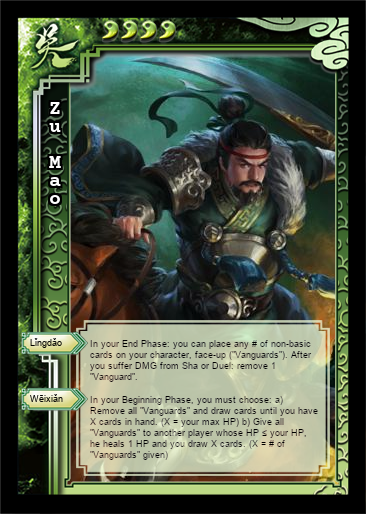 吴
Zu Mao
Lǐngdǎo
In your End Phase: you can place any # of non-basic
cards on your character, face-up ("Vanguards"). After
you suffer DMG from Sha or Duel: remove 1
"Vanguard".
Wēixiǎn
In your Beginning Phase, you must choose: a)
Remove all "Vanguards" and draw cards until you have
X cards in hand. (X = your max HP) b) Give all
"Vanguards" to another player whose HP ≤ your HP,
he heals 1 HP and you draw X cards. (X = # of
"Vanguards" given)